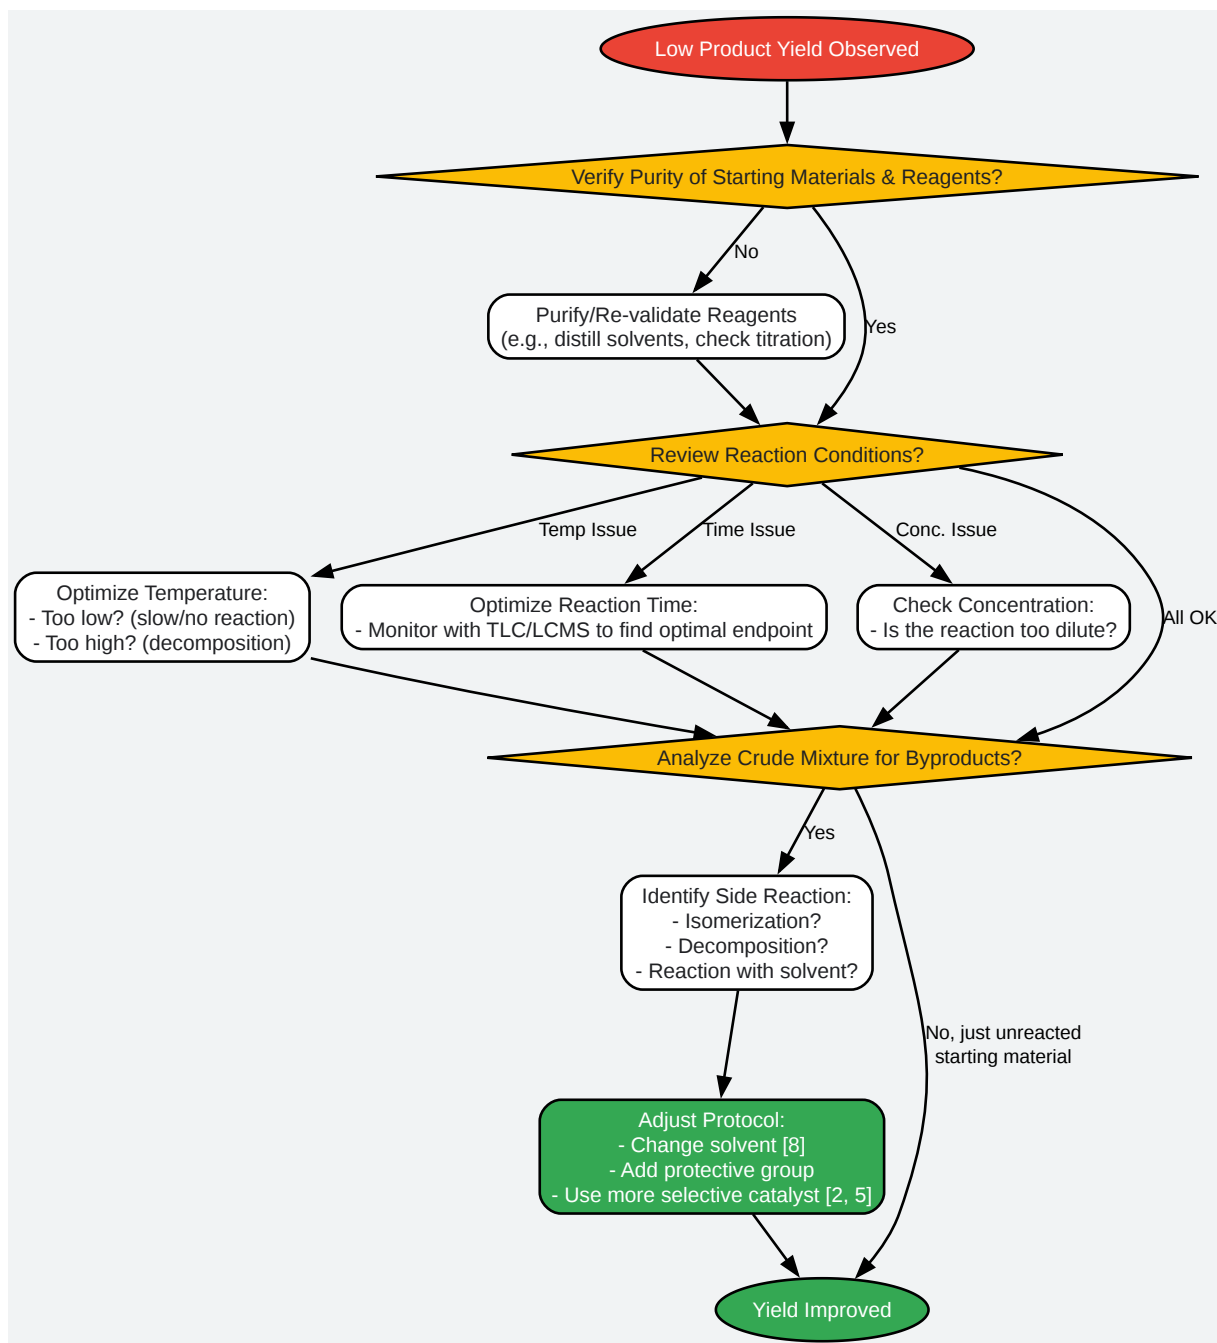 Low Product Yield Observed
Verify Purity of Starting Materials & Reagents?
No
Purify/Re-validate Reagents
(e.g., distill solvents, check titration)
Yes
Review Reaction Conditions?
Temp Issue
Time Issue
Conc. Issue
Optimize Temperature:
- Too low? (slow/no reaction)
- Too high? (decomposition)
Optimize Reaction Time:
- Monitor with TLC/LCMS to find optimal endpoint
Check Concentration:
- Is the reaction too dilute?
All OK
Analyze Crude Mixture for Byproducts?
Yes
Identify Side Reaction:
- Isomerization?
- Decomposition?
- Reaction with solvent?
No, just unreacted
starting material
Adjust Protocol:
- Change solvent [8]
- Add protective group
- Use more selective catalyst [2, 5]
Yield Improved